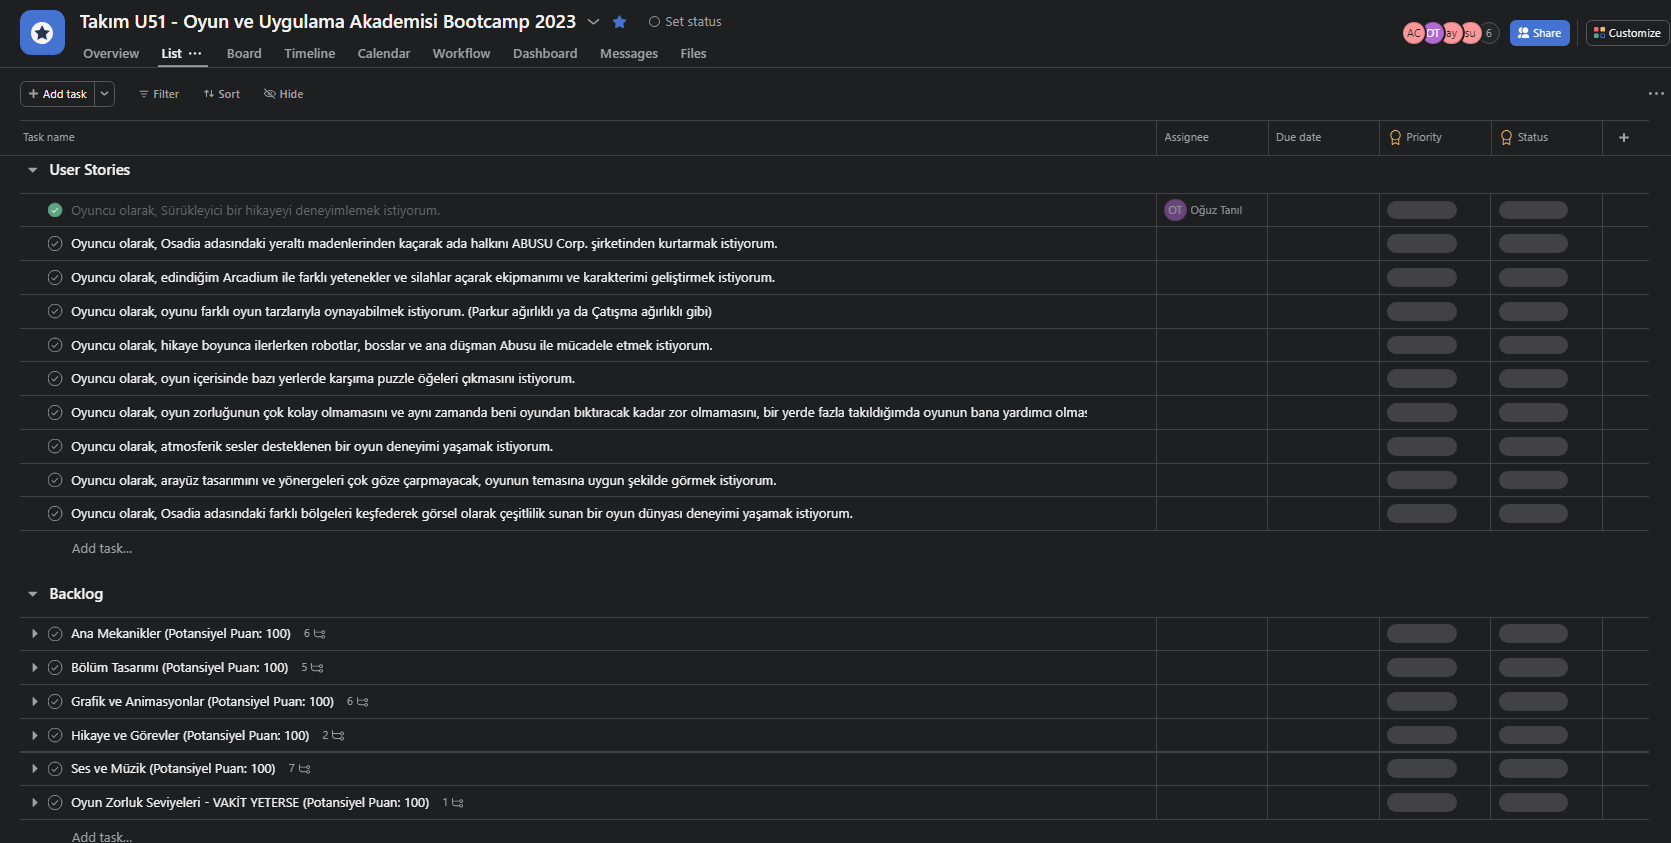 Takım U51 - Oyun ve Uygulama Akademisi Bootcamp 2023
Set status
AC OT ay su 6
Share
Customize
Overview List Board Timeline Calendar Workflow Dashboard Messages Files
Add task Filter Sort Hide
Task name Assignee Due date Priority Status
User Stories
Oyuncu olarak, Sürükleyici bir hikayeyi deneyimlemek istiyorum. OT Oğuz Tanıl
Oyuncu olarak, Osadia adasındaki yeraltı madenlerinden kaçarak ada halkını ABUSU Corp. şirketinden kurtarmak istiyorum.
Oyuncu olarak, edindiğim Arcadium ile farklı yetenekler ve silahlar açarak ekipmanımı ve karakterimi geliştirmek istiyorum.
Oyuncu olarak, oyunu farklı oyun tarzlarıyla oynayabilmek istiyorum. (Parkur ağırlıklı ya da Çatışma ağırlıklı gibi)
Oyuncu olarak, hikaye boyunca ilerlerken robotlar, bosslar ve ana düşman Abusu ile mücadele etmek istiyorum.
Oyuncu olarak, oyun içerisinde bazı yerlerde karşıma puzzle öğeleri çıkmasını istiyorum.
Oyuncu olarak, oyun zorluğunun çok kolay olmamasını ve aynı zamanda beni oyundan bıktıracak kadar zor olmamasını, bir yerde fazla takıldığımda oyunun bana yardımcı olmas
Oyuncu olarak, atmosferik sesler desteklenen bir oyun deneyimi yaşamak istiyorum.
Oyuncu olarak, arayüz tasarımını ve yönergeleri çok göze çarpmayacak, oyunun temasına uygun şekilde görmek istiyorum.
Oyuncu olarak, Osadia adasındaki farklı bölgeleri keşfederek görsel olarak çeşitlilik sunan bir oyun dünyası deneyimi yaşamak istiyorum.
Add task...
Backlog
Ana Mekanikler (Potansiyel Puan: 100) 6
Bölüm Tasarımı (Potansiyel Puan: 100) 5
Grafik ve Animasyonlar (Potansiyel Puan: 100) 6
Hikaye ve Görevler (Potansiyel Puan: 100) 2
Ses ve Müzik (Potansiyel Puan: 100) 7
Oyun Zorluk Seviyeleri - VAKİT YETERSE (Potansiyel Puan: 100) 1
Add task...